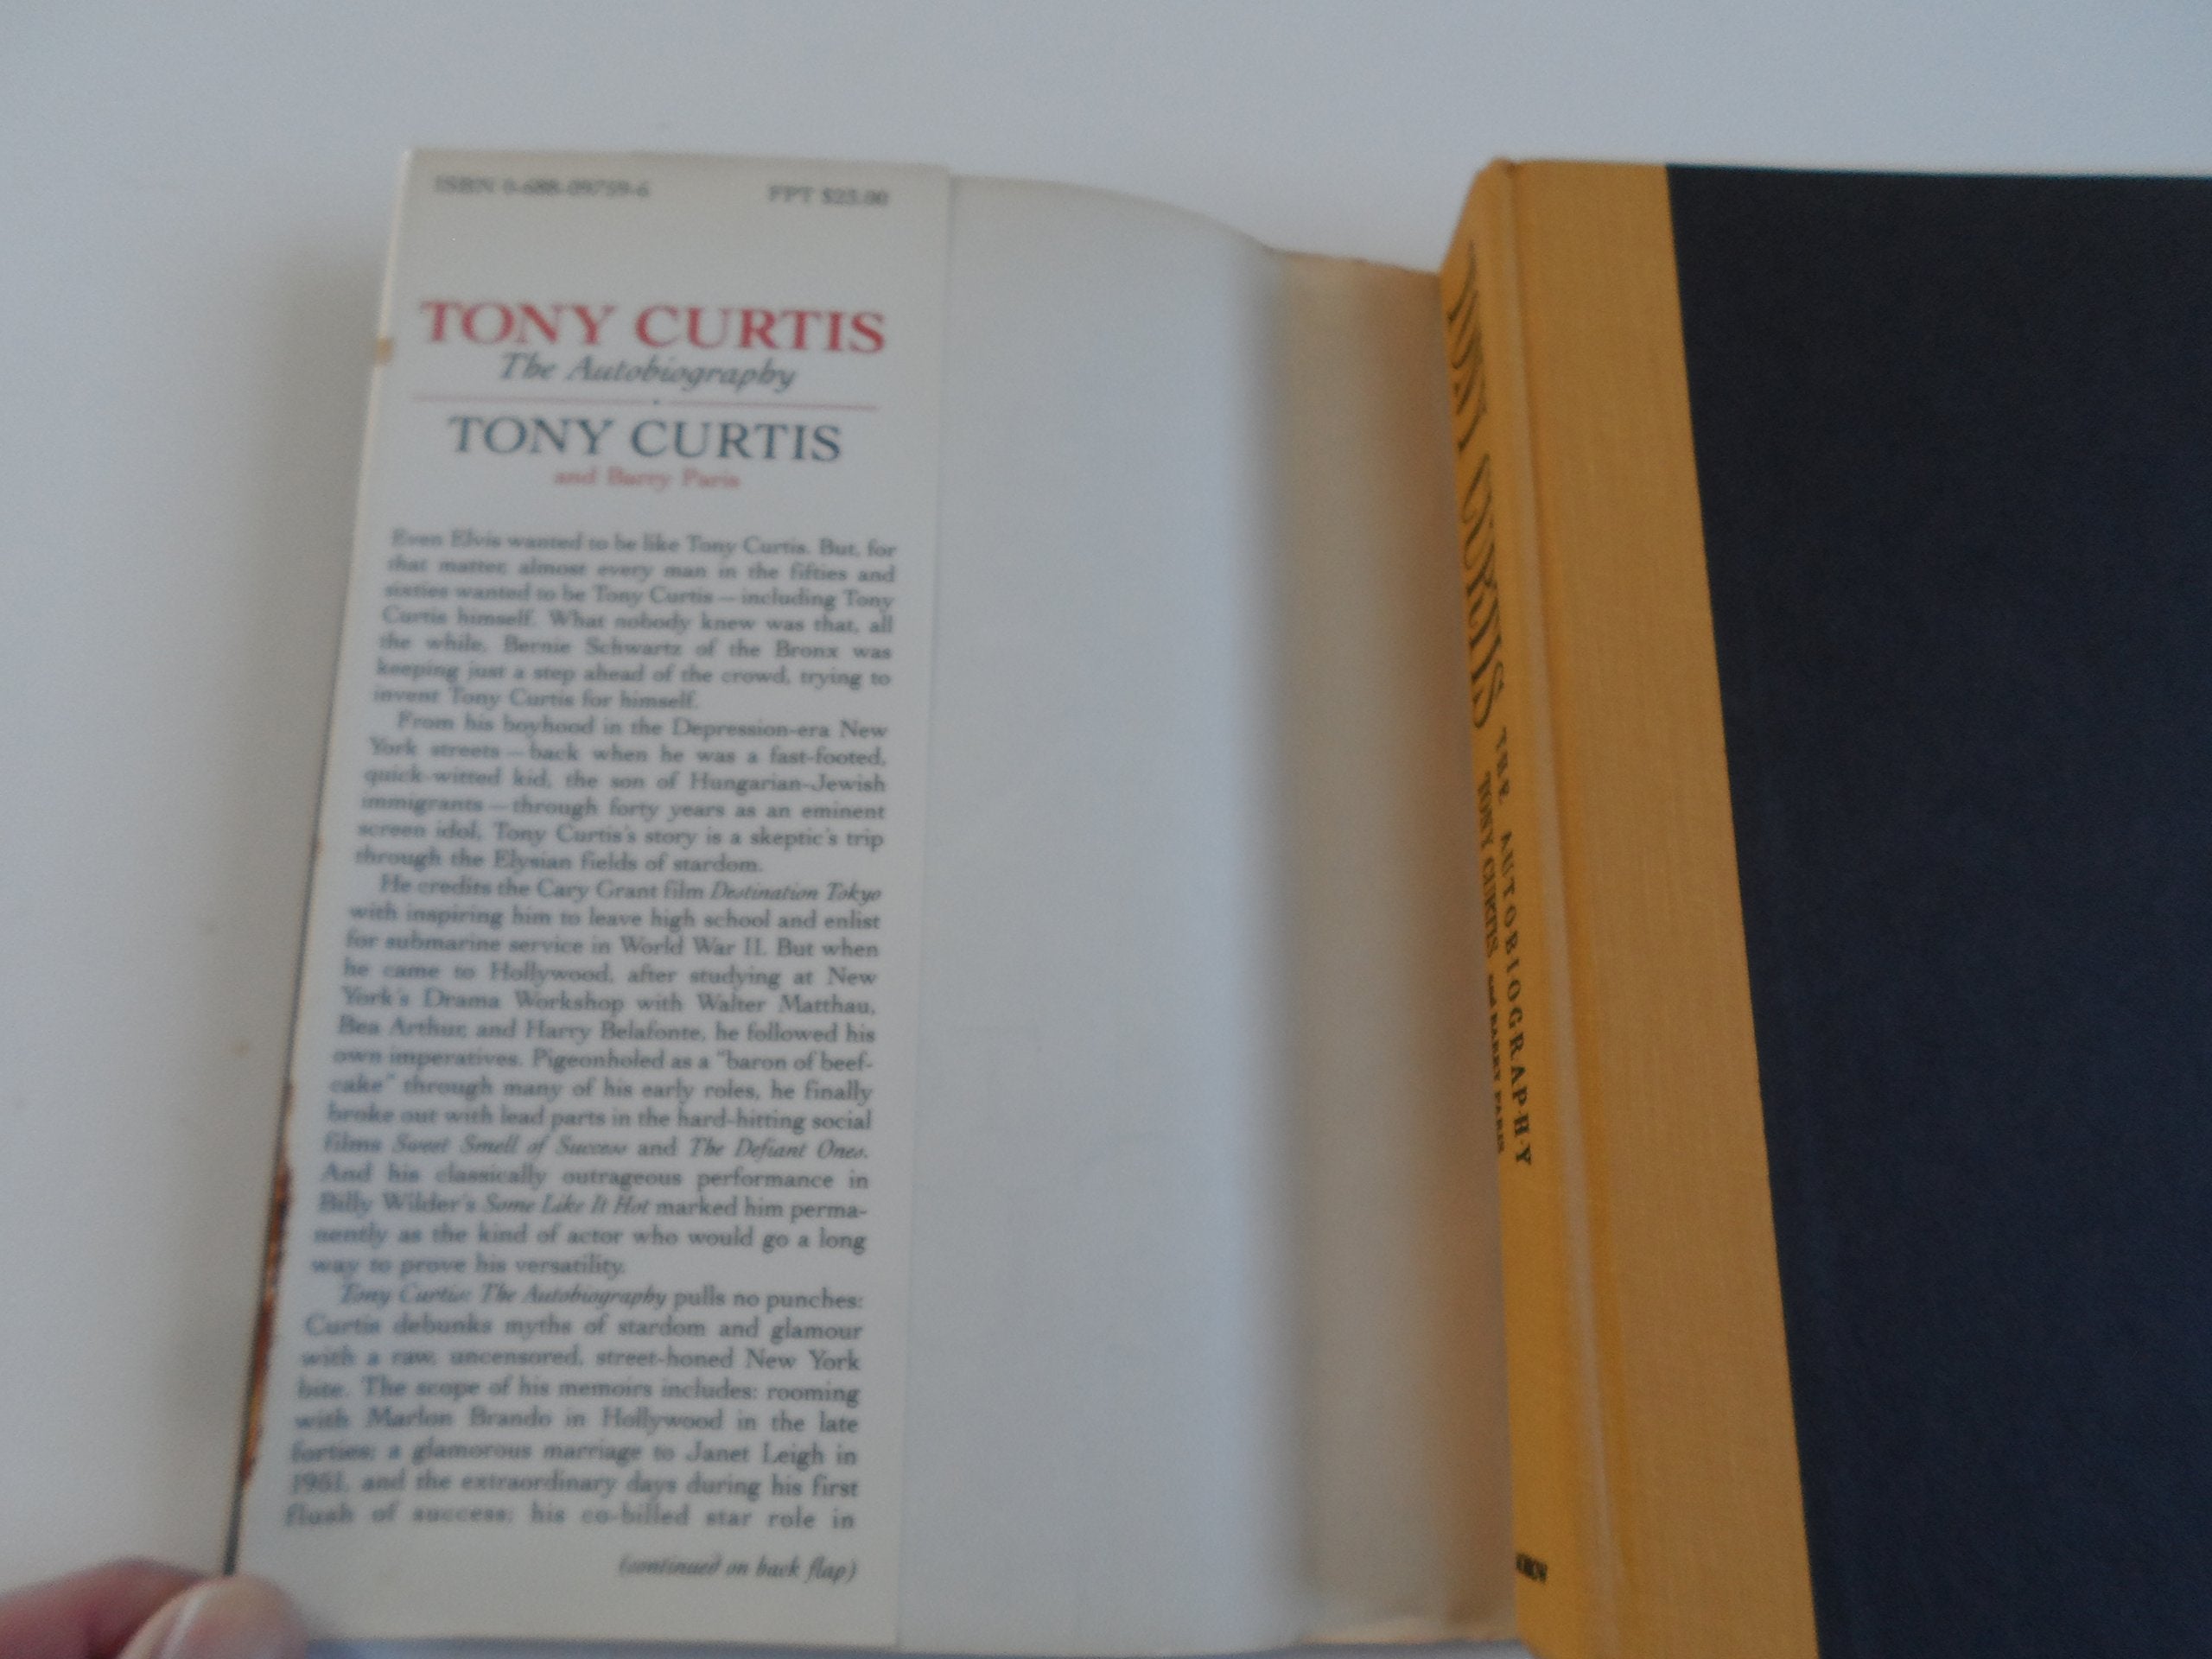 ISBN 0-688-09759-6 FPT $25.00
TONY CURTIS
The Autobiography
TONY CURTIS
and Barry Paris
Even Elvis wanted to be like Tony Curtis. But, for
that matter, almost every man in the fifties and
sixties wanted to be Tony Curtis—including Tony
Curtis himself. What nobody knew was that, all
the while, Bernie Schwartz of the Bronx was
keeping just a step ahead of the crowd, trying to
invent Tony Curtis for himself.
From his boyhood in the Depression-era New
York streets—back when he was a fast-footed,
quick-witted kid, the son of Hungarian-Jewish
immigrants—through forty years as an eminent
screen idol, Tony Curtis's story is a skeptic's trip
through the Elysian fields of stardom.
He credits the Cary Grant film Destination Tokyo
with inspiring him to leave high school and enlist
for submarine service in World War II. But when
he came to Hollywood, after studying at New
York's Drama Workshop with Walter Matthau,
Bea Arthur, and Harry Belafonte, he followed his
own imperatives. Pigeonholed as a "baron of beef-
cake" through many of his early roles, he finally
broke out with lead parts in the hard-hitting social
films Sweet Smell of Success and The Defiant Ones.
And his classically outrageous performance in
Billy Wilder's Some Like It Hot marked him perma-
nently as the kind of actor who would go a long
way to prove his versatility.
Tony Curtis: The Autobiography pulls no punches:
Curtis debunks myths of stardom and glamour
with a raw, uncensored, street-honed New York
bite. The scope of his memoirs includes: rooming
with Marlon Brando in Hollywood in the late
forties; a glamorous marriage to Janet Leigh in
1951, and the extraordinary days during his first
flush of success; his co-billed star role in
(continued on back flap)
TONY CURTIS
THE AUTOBIOGRAPHY
TONY CURTIS and BARRY PARIS